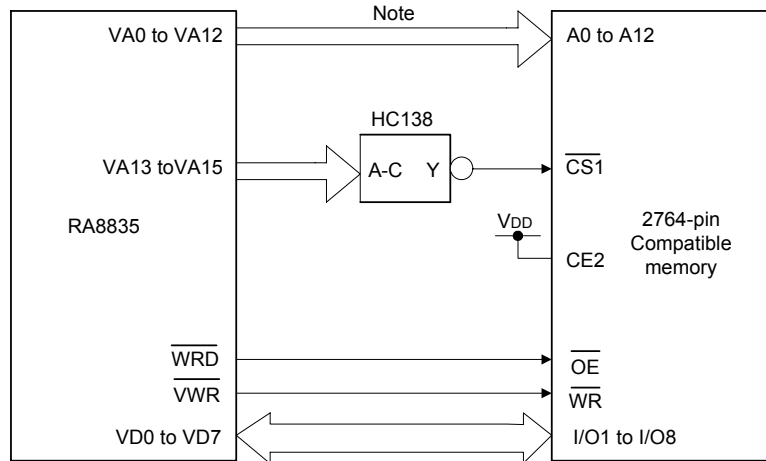 Note
VA0 to VA12
A0 to A12
HC138
VA13 toVA15
A-C Y
CS1
RA8835
VDD
2764-pin
Compatible
memory
CE2
WRD
OE
VWR
WR
VD0 to VD7
I/O1 to I/O8